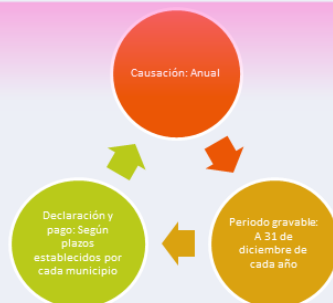 Causación: Anual
Periodo gravable:
A 31 de
diciembre de
cada año
Declaración y
pago: Según
plazos
establecidos por
cada municipio